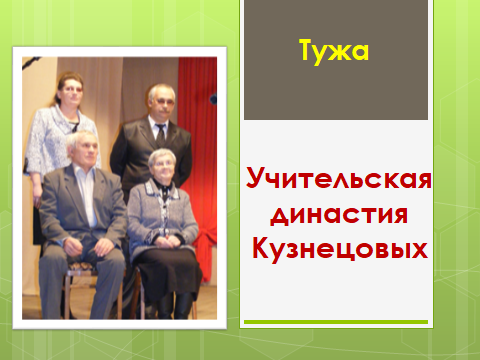 Тужа
Учительская
династия
Кузнецовых